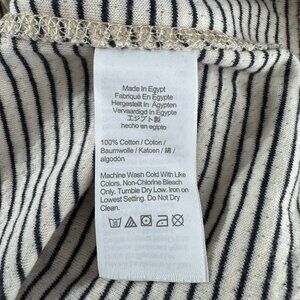 Made In Egypt
Fabriqué En Égypte
Hergestellt In Ägypten
Vervaardigd In Egypte
エジプト製
hecho en egipto
100% Cotton / Coton /
Baumwolle / Katoen / 綿 /
algodón
Machine Wash Cold With Like
Colors. Non-Chlorine Bleach
Only. Tumble Dry Low. Iron on
Lowest Setting. Do Not Dry
Clean.